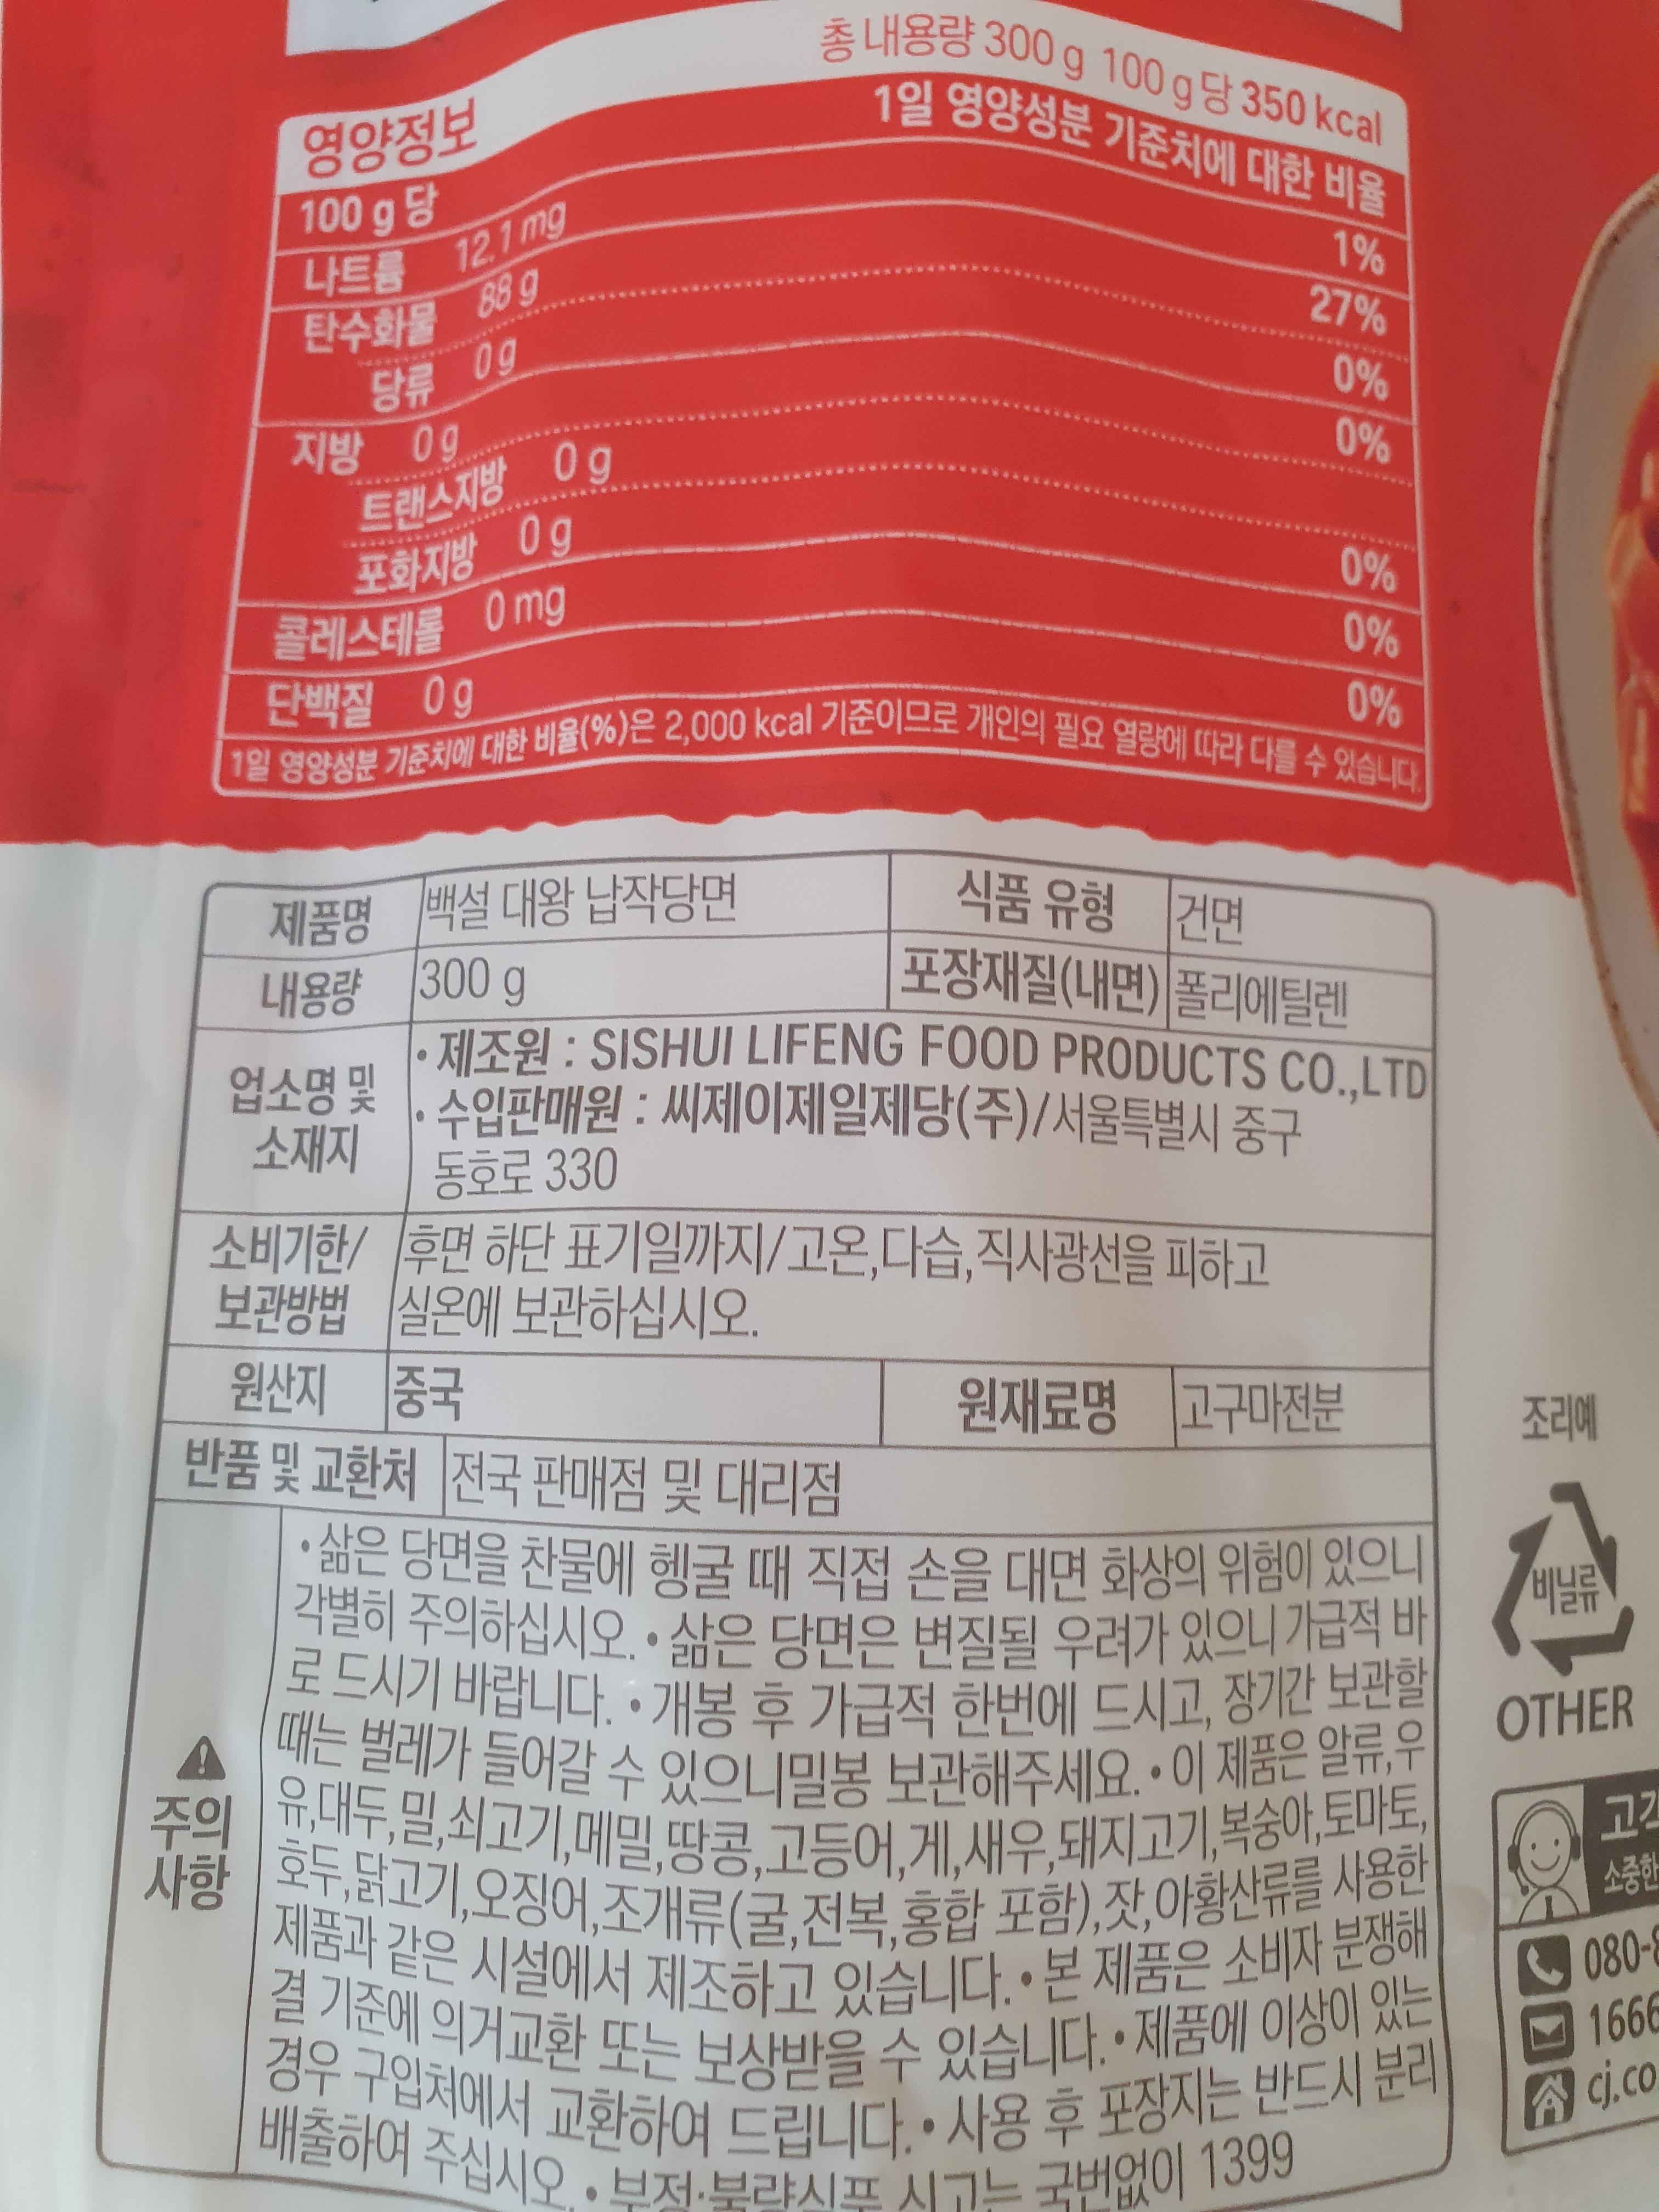 총 내용량 300 g 100 g당 350 kcal
영양정보
100 g 당 1일 영양성분 기준치에 대한 비율
나트륨 12.1 mg 1%
탄수화물 88 g 27%
당류 0 g 0%
지방 0 g 0%
트랜스지방 0 g
포화지방 0 g 0%
콜레스테롤 0 mg 0%
단백질 0 g 0%
1일 영양성분 기준치에 대한 비율(%)은 2,000 kcal 기준이므로 개인의 필요 열량에 따라 다를 수 있습니다.
제품명 백설 대왕 납작당면 식품 유형 건면
내용량 300 g 포장재질(내면) 폴리에틸렌
업소명 및 소재지
• 제조원 : SISHUI LIFENG FOOD PRODUCTS CO.,LTD
• 수입판매원 : 씨제이제일제당(주)/서울특별시 중구
동호로 330
소비기한/ 후면 하단 표기일까지/고온,다습,직사광선을 피하고
보관방법 실온에 보관하십시오.
원산지 중국 원재료명 고구마전분
반품 및 교환처 전국 판매점 및 대리점
주의
사항
• 삶은 당면을 찬물에 헹굴 때 직접 손을 대면 화상의 위험이 있으니
각별히 주의하십시오. • 삶은 당면은 변질될 우려가 있으니 가급적 바
로 드시기 바랍니다. • 개봉 후 가급적 한번에 드시고, 장기간 보관할
때는 벌레가 들어갈 수 있으니밀봉 보관해주세요. • 이 제품은 알류,우
유,대두,밀,쇠고기,메밀,땅콩,고등어,게,새우,돼지고기,복숭아,토마토,
호두,닭고기,오징어,조개류(굴,전복,홍합 포함),잣,아황산류를 사용한
제품과 같은 시설에서 제조하고 있습니다. • 본 제품은 소비자 분쟁해
결 기준에 의거교환 또는 보상받을 수 있습니다. • 제품에 이상이 있는
경우 구입처에서 교환하여 드립니다. • 사용 후 포장지는 반드시 분리
배출하여 주십시오. • 부정·불량식품 신고는 국번없이 1399
조리예
비닐류
OTHER
소중한
080-
1666
cj.co